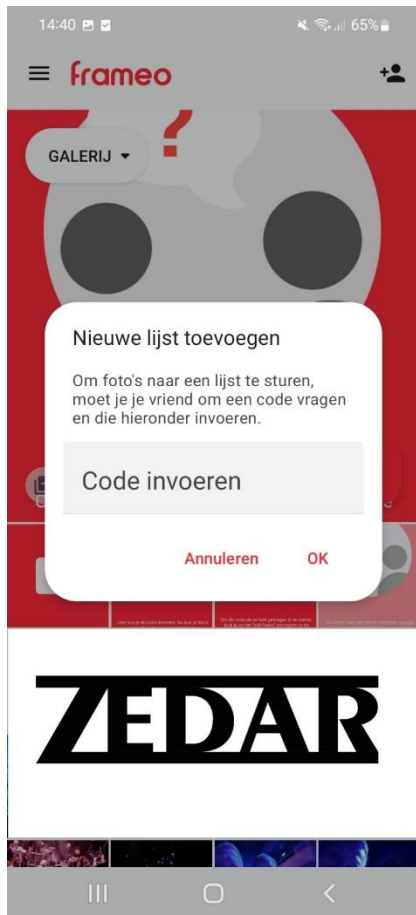 14:40
65%
frameo
?
GALERIJ
Nieuwe lijst toevoegen
Om foto's naar een lijst te sturen,
moet je je vriend om een code vragen
en die hieronder invoeren.
Code invoeren
Annuleren
OK
ZEDAR